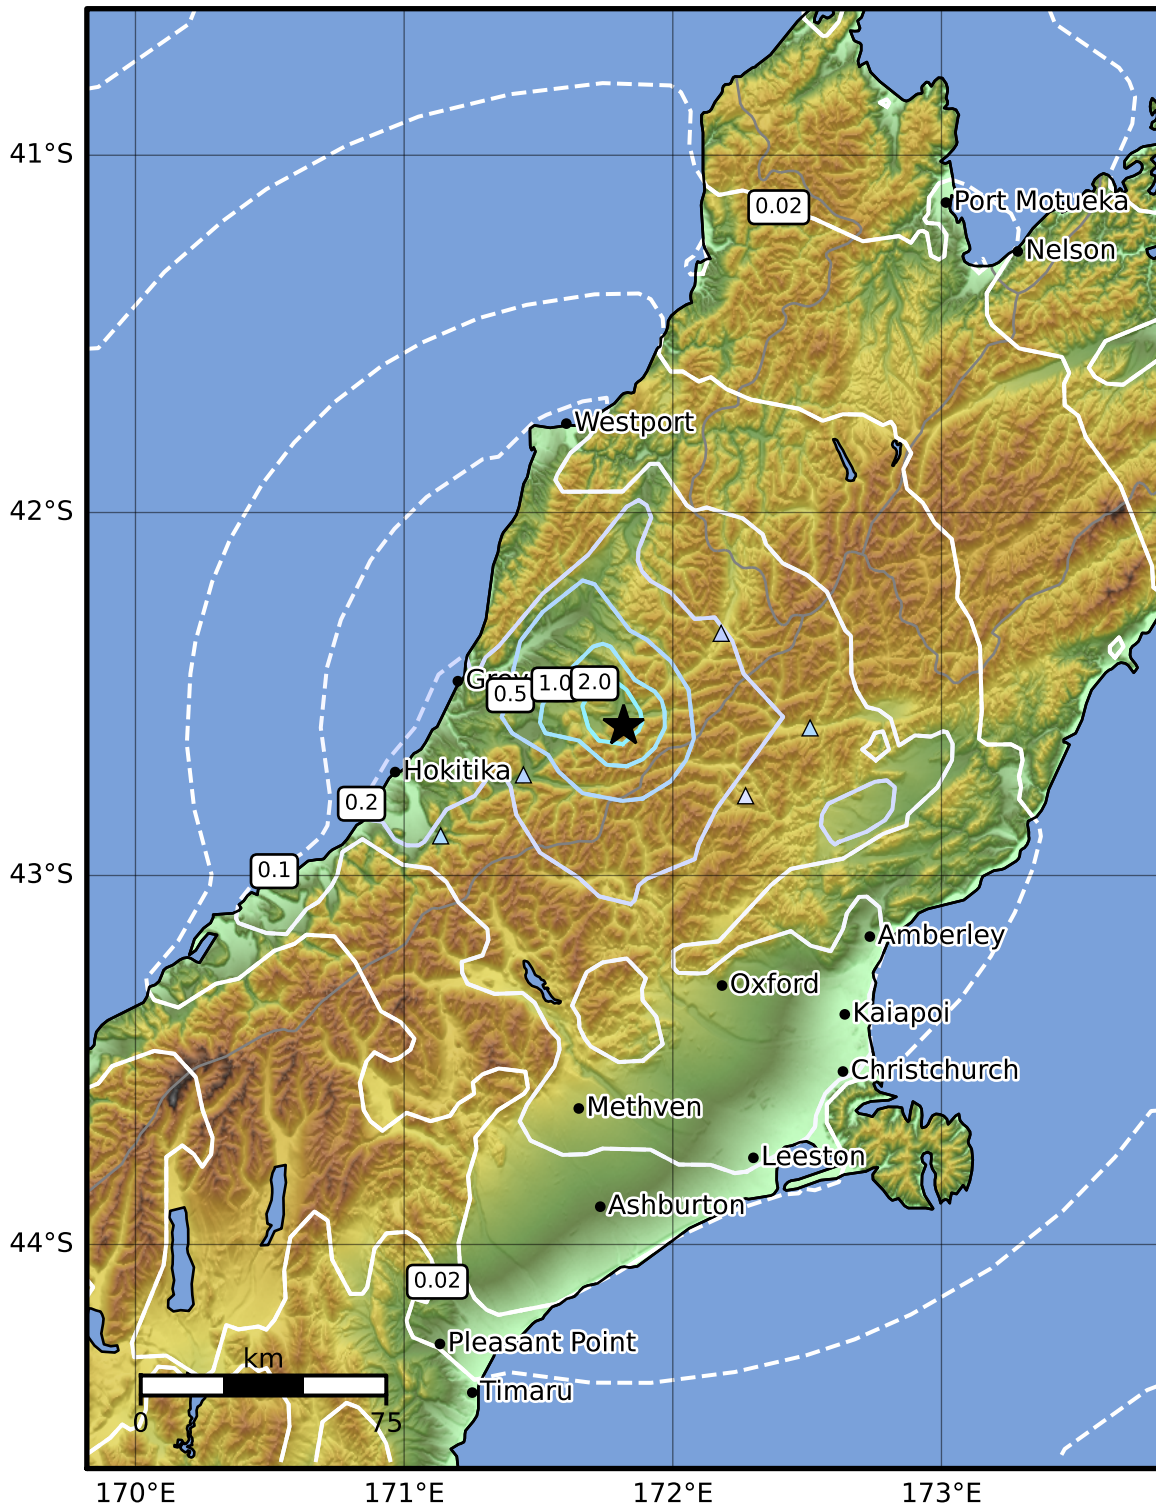 41°S
0.02
Port Motueka
Nelson
Westport
42°S
0.5
1.0
2.0
Hokitika
0.2
0.1
43°S
Amberley
Oxford
Kaiapoi
Christchurch
Methven
Leeston
Ashburton
44°S
0.02
Pleasant Point
km
Timaru
0
75
170°E
171°E
172°E
173°E